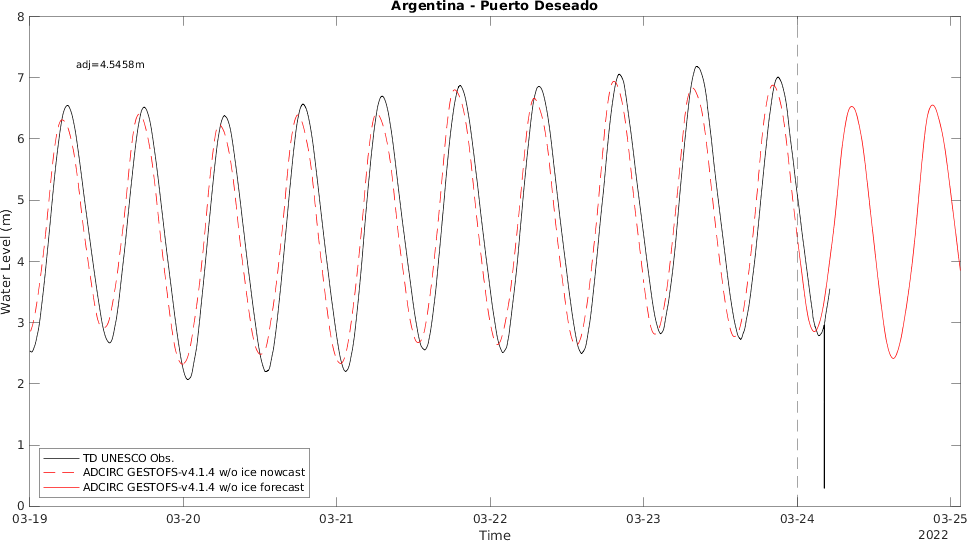 Argentina - Puerto Deseado
8
7
6
5
4
3
2
1
0
Water Level (m)
adj=4.5458m
TD UNESCO Obs.
ADCIRC GESTOFS-v4.1.4 w/o ice nowcast
ADCIRC GESTOFS-v4.1.4 w/o ice forecast
03-19 03-20 03-21 03-22 03-23 03-24 03-25
Time
2022